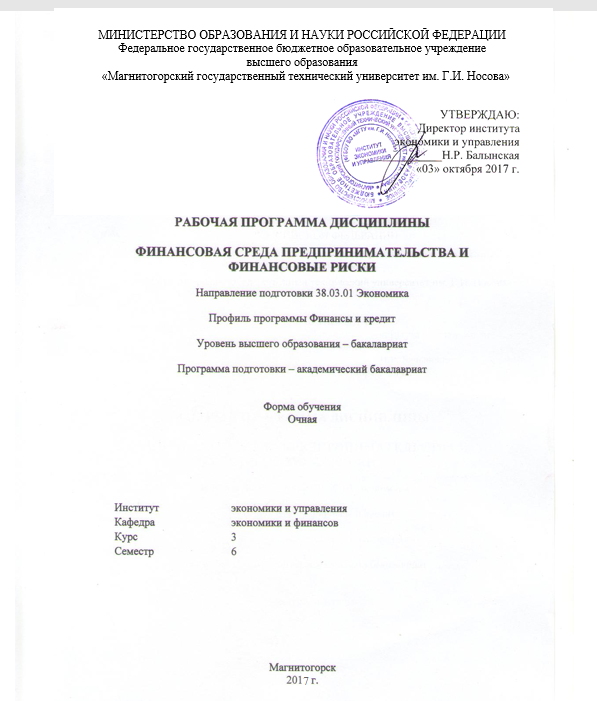 МИНИСТЕРСТВО ОБРАЗОВАНИЯ И НАУКИ РОССИЙСКОЙ ФЕДЕРАЦИИ
Федеральное государственное бюджетное образовательное учреждение
высшего образования
«Магнитогорский государственный технический университет им. Г.И. Носова»
УТВЕРЖДАЮ:
Директор института
экономики и управления
Н.Р. Балынская
«03» октября 2017 г.
ИНСТИТУТ
ЭКОНОМИКИ
И УПРАВЛЕНИЯ
РАБОЧАЯ ПРОГРАММА ДИСЦИПЛИНЫ
ФИНАНСОВАЯ СРЕДА ПРЕДПРИНИМАТЕЛЬСТВА И
ФИНАНСОВЫЕ РИСКИ
Направление подготовки 38.03.01 Экономика
Профиль программы Финансы и кредит
Уровень высшего образования – бакалавриат
Программа подготовки – академический бакалавриат
Форма обучения
Очная
Институт экономики и управления
Кафедра экономики и финансов
Курс 3
Семестр 6
Магнитогорск
2017 г.